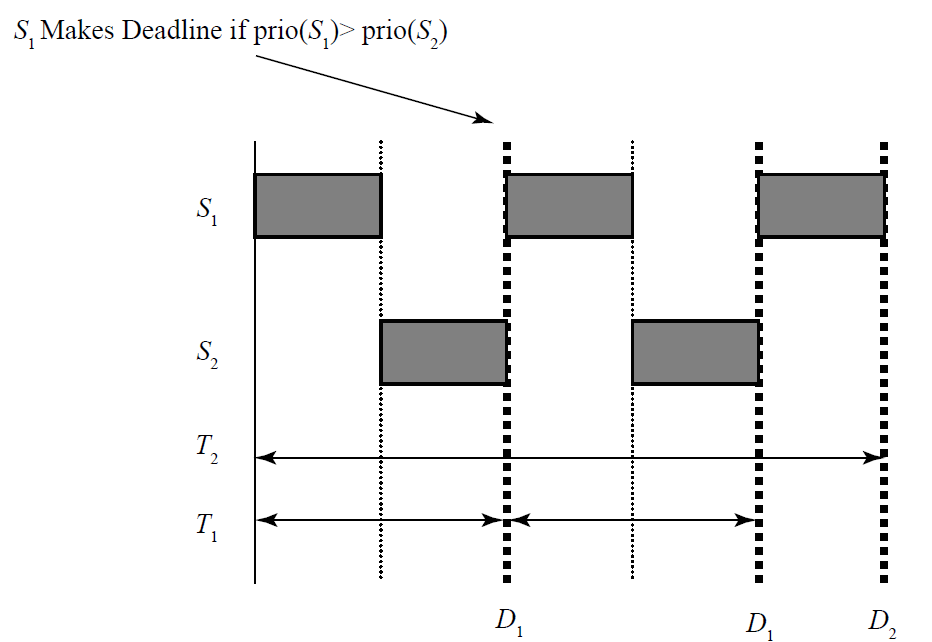 S₁ Makes Deadline if prio(S₁)> prio(S₂)
S₁
S₂
T₂
T₁
D₁ D₁ D₂